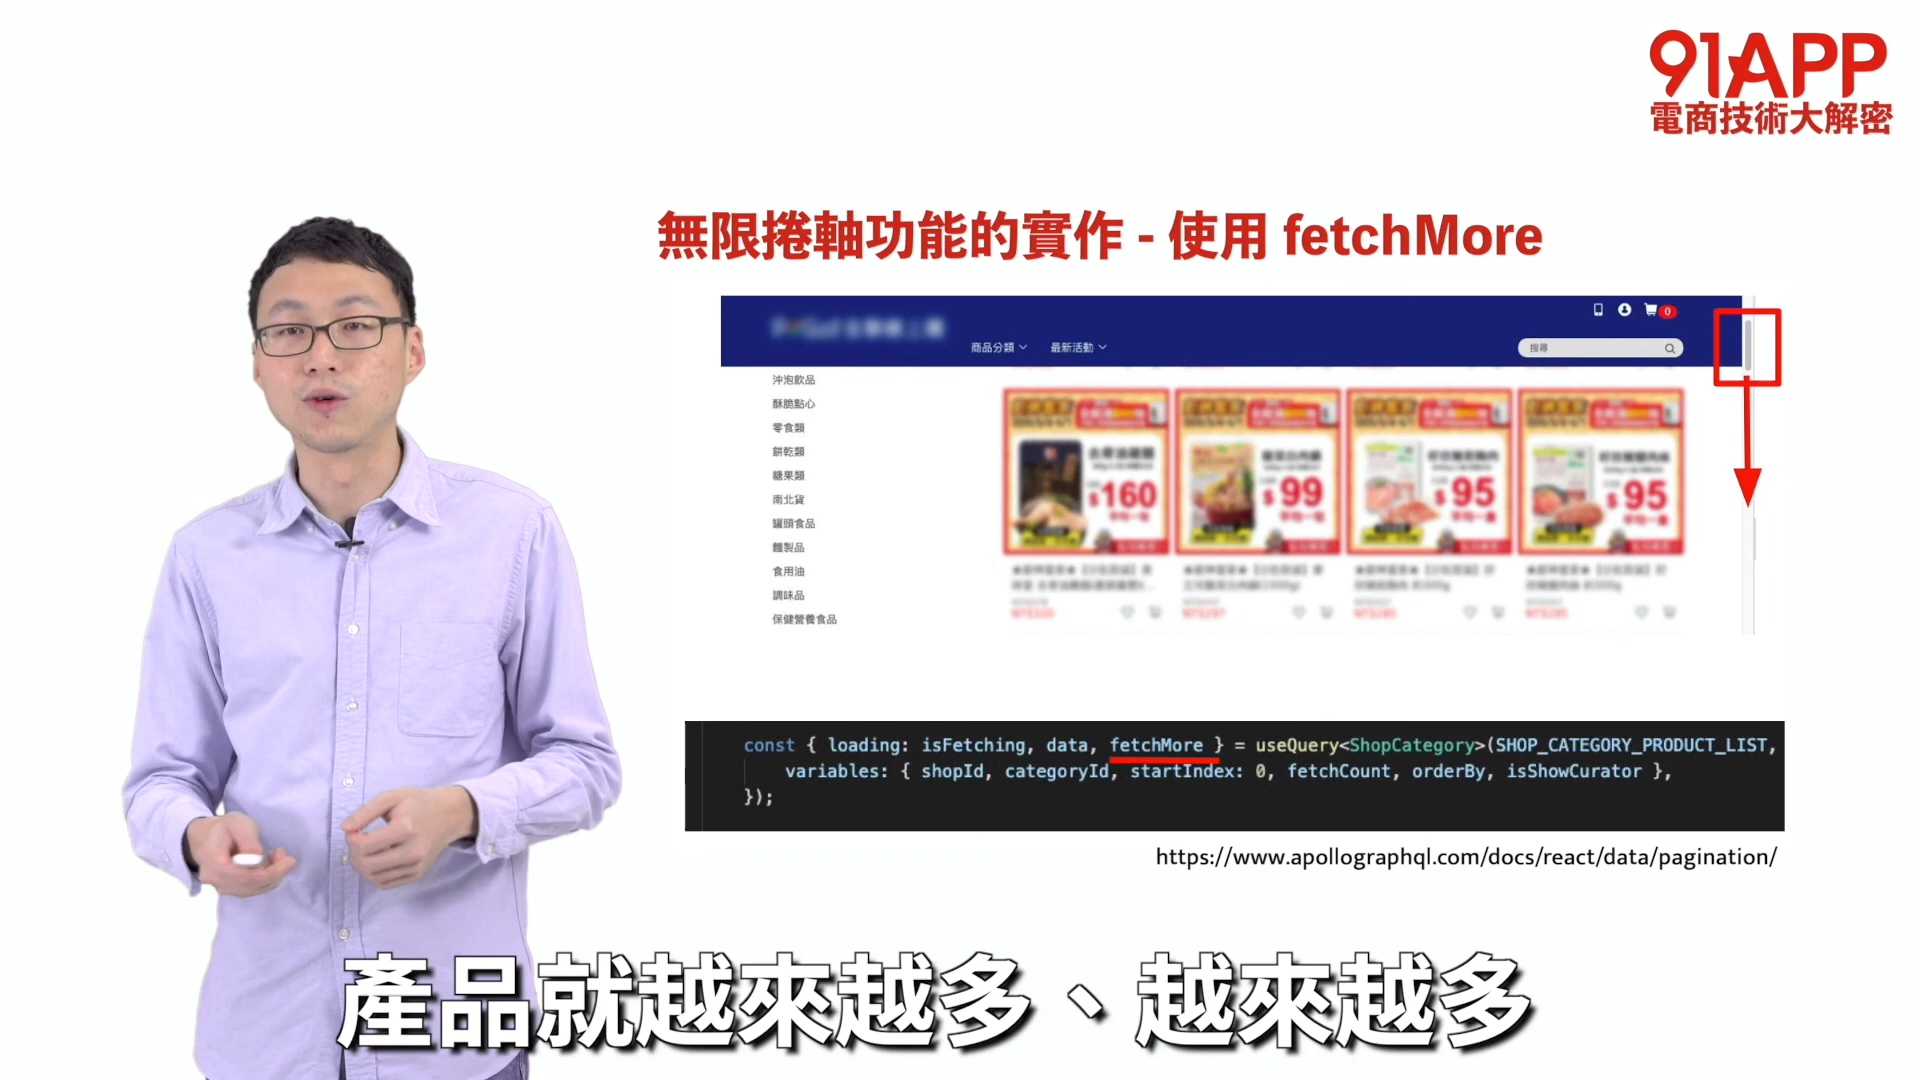 91APP
電商技術大解密
無限捲軸功能的實作 - 使用 fetchMore
0
商品分類 最新活動 搜尋
沖泡飲品
酥脆點心
零食類
餅乾類
糖果類
南北貨
罐頭食品
麵製品
食用油
調味品
保健營養食品
$160 $99 $95 $95
const { loading: isFetching, data, fetchMore } = useQuery<ShopCategory>(SHOP_CATEGORY_PRODUCT_LIST,
variables: { shopId, categoryId, startIndex: 0, fetchCount, orderBy, isShowCurator },
});
https://www.apollographql.com/docs/react/data/pagination/
產品就越來越多、越來越多